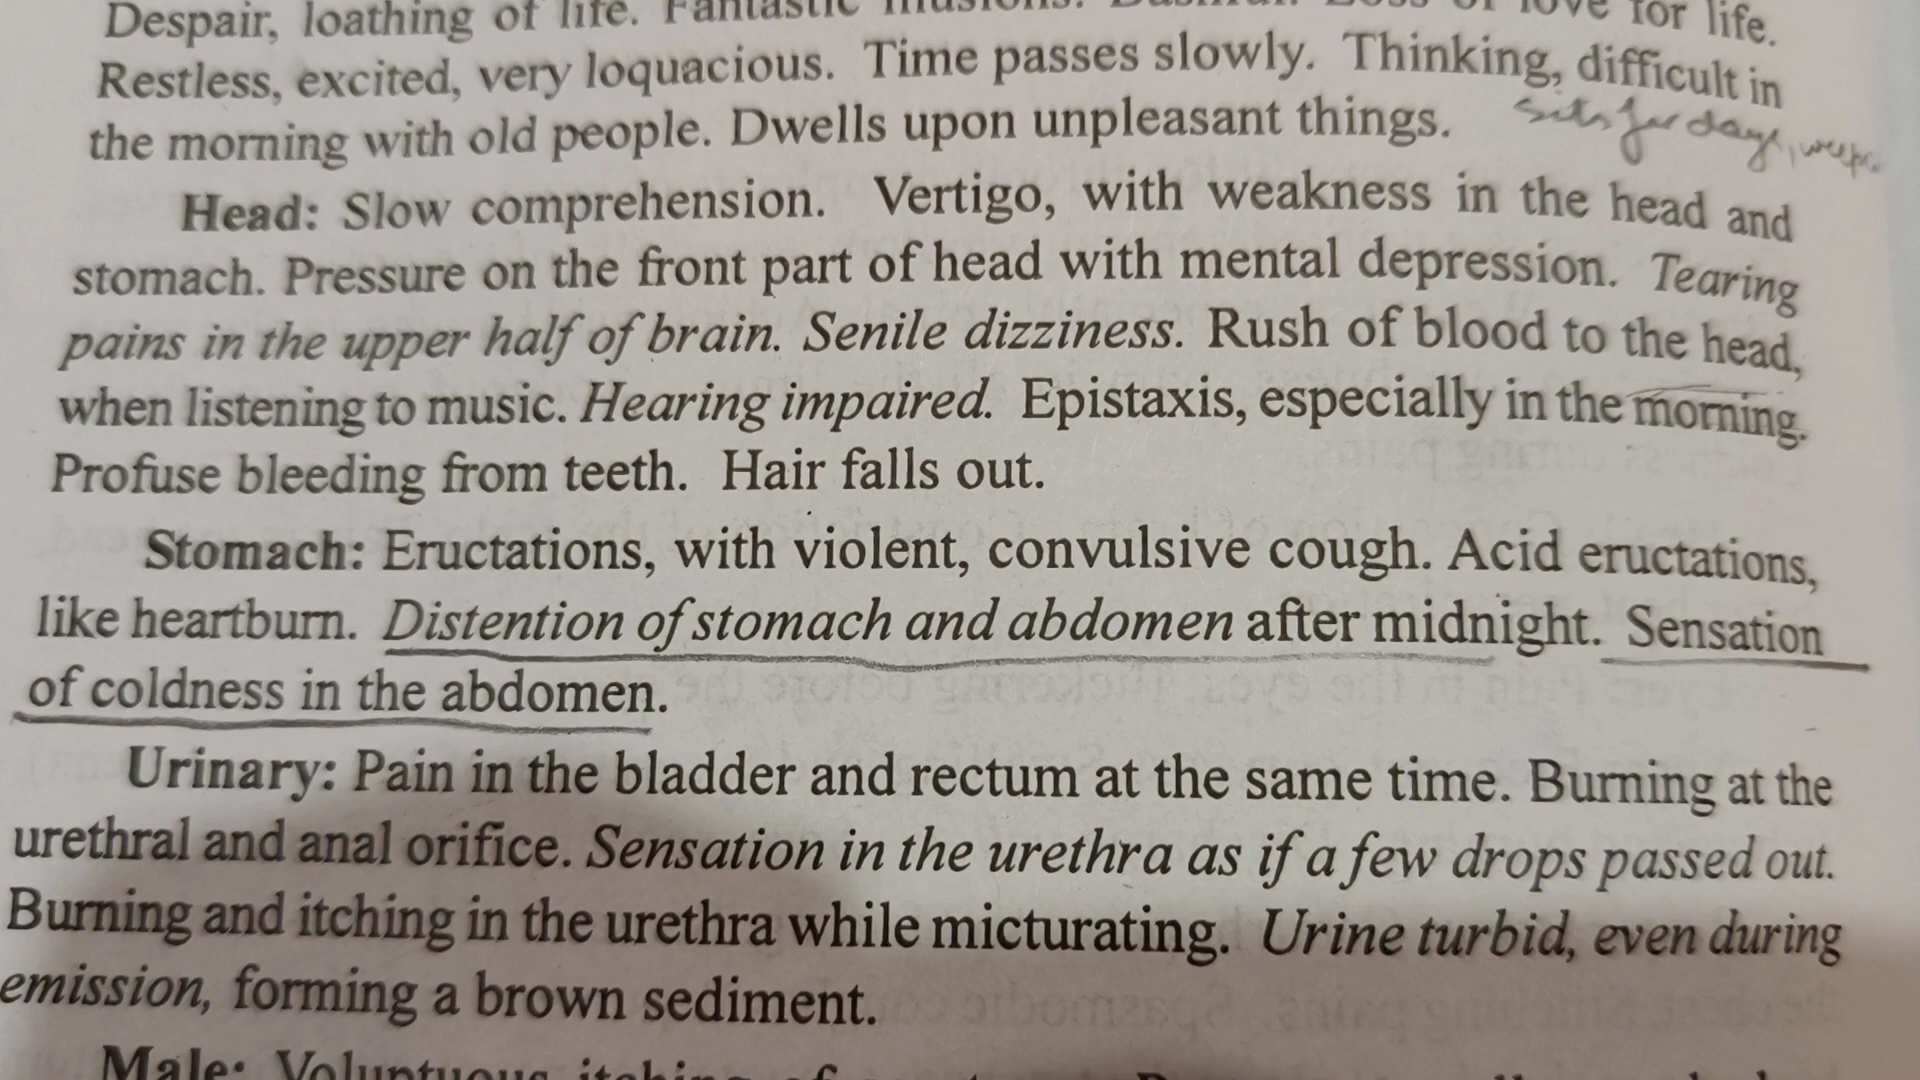 Despair, loathing of life. Fantastic illusions. Bashful. Loss of love for life.
Restless, excited, very loquacious. Time passes slowly. Thinking, difficult in
the morning with old people. Dwells upon unpleasant things. sits for days, weeps
Head: Slow comprehension. Vertigo, with weakness in the head and
stomach. Pressure on the front part of head with mental depression. Tearing
pains in the upper half of brain. Senile dizziness. Rush of blood to the head,
when listening to music. Hearing impaired. Epistaxis, especially in the morning.
Profuse bleeding from teeth. Hair falls out.
Stomach: Eructations, with violent, convulsive cough. Acid eructations,
like heartburn. Distention of stomach and abdomen after midnight. Sensation
of coldness in the abdomen.
Urinary: Pain in the bladder and rectum at the same time. Burning at the
urethral and anal orifice. Sensation in the urethra as if a few drops passed out.
Burning and itching in the urethra while micturating. Urine turbid, even during
emission, forming a brown sediment.
Male: Voluptuous itching of